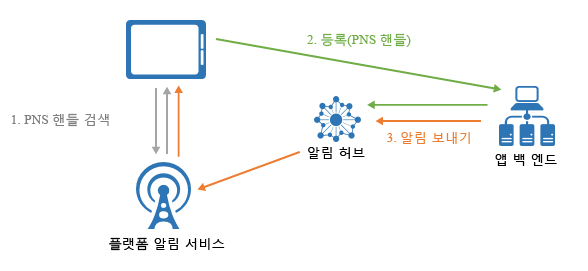 2. 등록(PNS 핸들)
1. PNS 핸들 검색
3. 알림 보내기
알림 허브
앱 백 엔드
플랫폼 알림 서비스